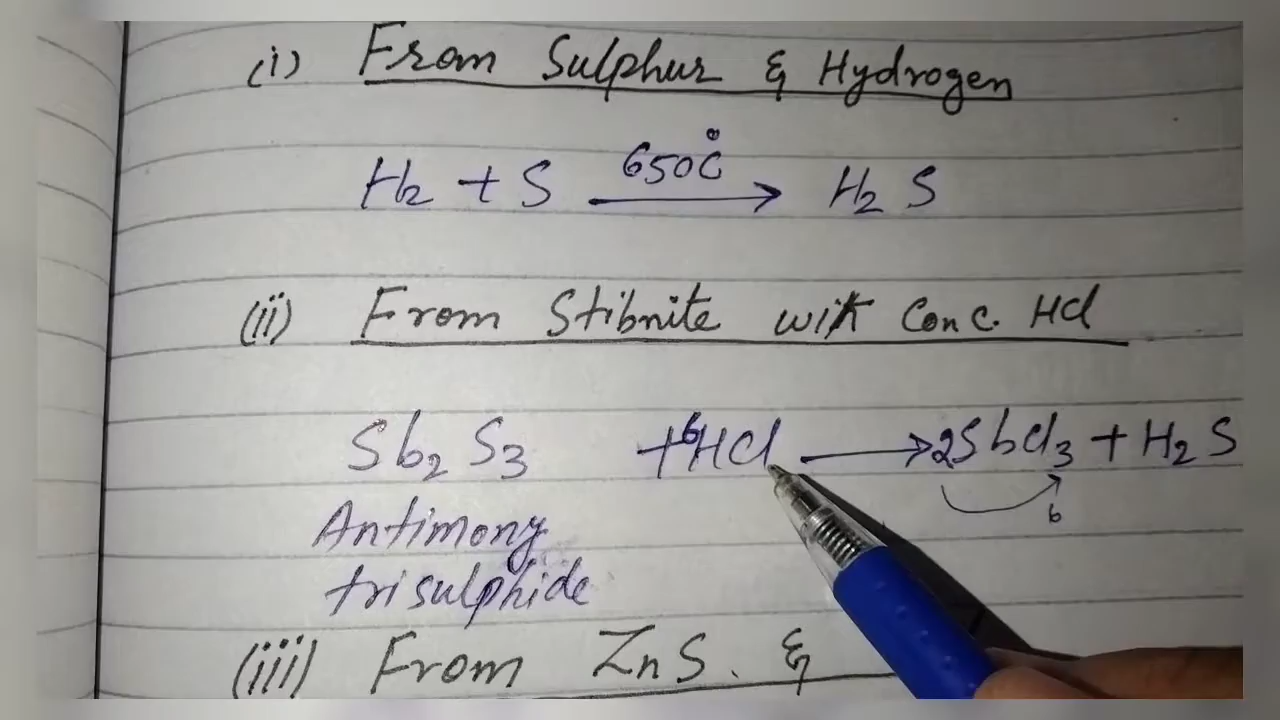 (i) From Sulphur & Hydrogen
650°C
H2 + S → H2 S
(ii) From Stibnite with Conc. HCl
Sb2 S3 + 6HCl → 2SbCl3 + H2 S
6
Antimony
trisulphide
(iii) From ZnS. &